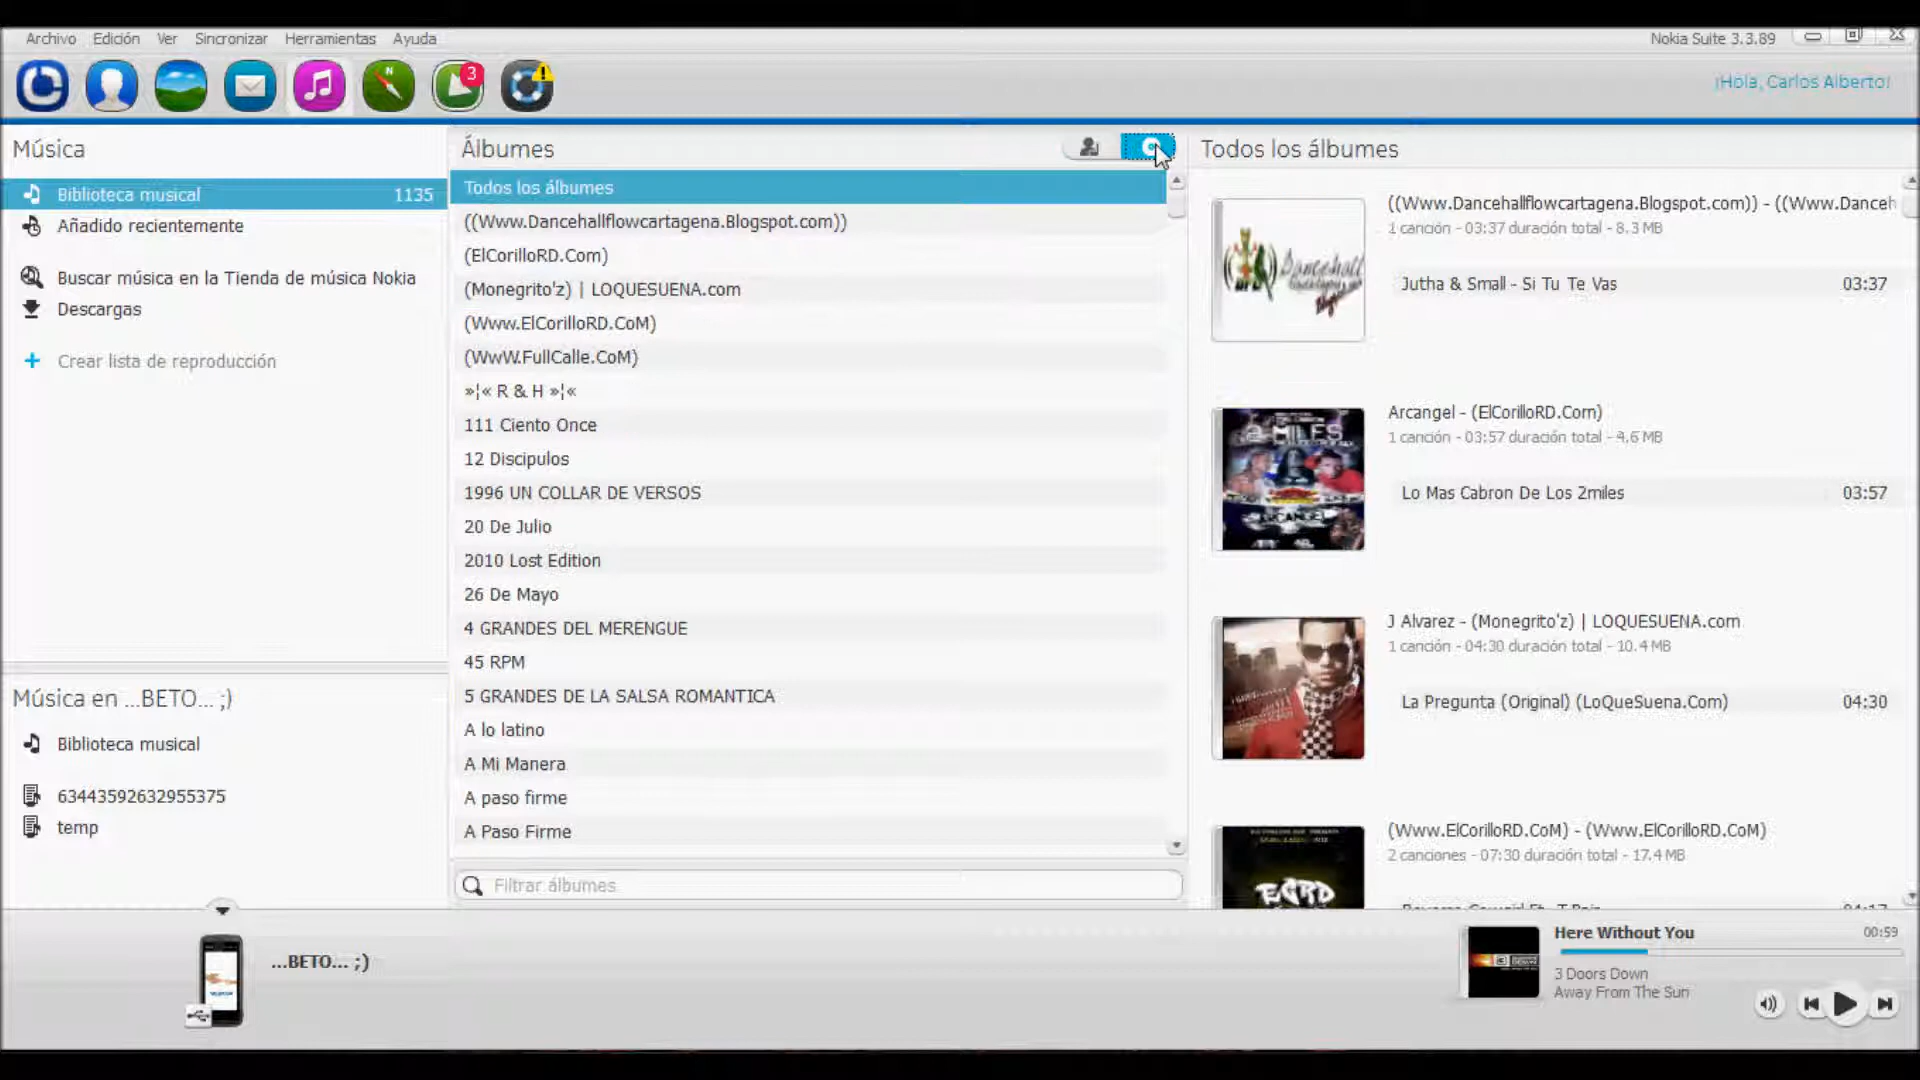 Archivo Edición Ver Sincronizar Herramientas Ayuda
Nokia Suite 3.3.89
3
¡Hola, Carlos Alberto!
Música
Biblioteca musical 1135
Añadido recientemente
Buscar música en la Tienda de música Nokia
Descargas
Crear lista de reproducción
Música en ...BETO... ;)
Biblioteca musical
63443592632955375
temp
Álbumes
Todos los álbumes
((Www.Dancehallflowcartagena.Blogspot.com))
(ElCorilloRD.Com)
(Monegrito'z) | LOQUESUENA.com
(Www.ElCorilloRD.CoM)
(WwW.FullCalle.CoM)
»¦« R & H »¦«
111 Ciento Once
12 Discipulos
1996 UN COLLAR DE VERSOS
20 De Julio
2010 Lost Edition
26 De Mayo
4 GRANDES DEL MERENGUE
45 RPM
5 GRANDES DE LA SALSA ROMANTICA
A lo latino
A Mi Manera
A paso firme
A Paso Firme
Filtrar álbumes
Todos los álbumes
((Www.Dancehallflowcartagena.Blogspot.com)) - ((Www.Danceh
1 canción - 03:37 duración total - 8.3 MB
Dancehall
Jutha & Small - Si Tu Te Vas 03:37
Arcangel - (ElCorilloRD.Com)
1 canción - 03:57 duración total - 4.6 MB
Lo Mas Cabron De Los 2miles 03:57
J Alvarez - (Monegrito'z) | LOQUESUENA.com
1 canción - 04:30 duración total - 10.4 MB
La Pregunta (Original) (LoQueSuena.Com) 04:30
(Www.ElCorilloRD.CoM) - (Www.ElCorilloRD.CoM)
2 canciones - 07:30 duración total - 17.4 MB
...BETO... ;)
Here Without You 00:59
3 Doors Down
Away From The Sun